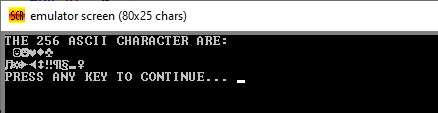 emulator screen (80x25 chars)
THE 256 ASCII CHARACTER ARE:
☺☻♥♦♣
♫☼►◄↕‼¶§▬♀
PRESS ANY KEY TO CONTINUE... _